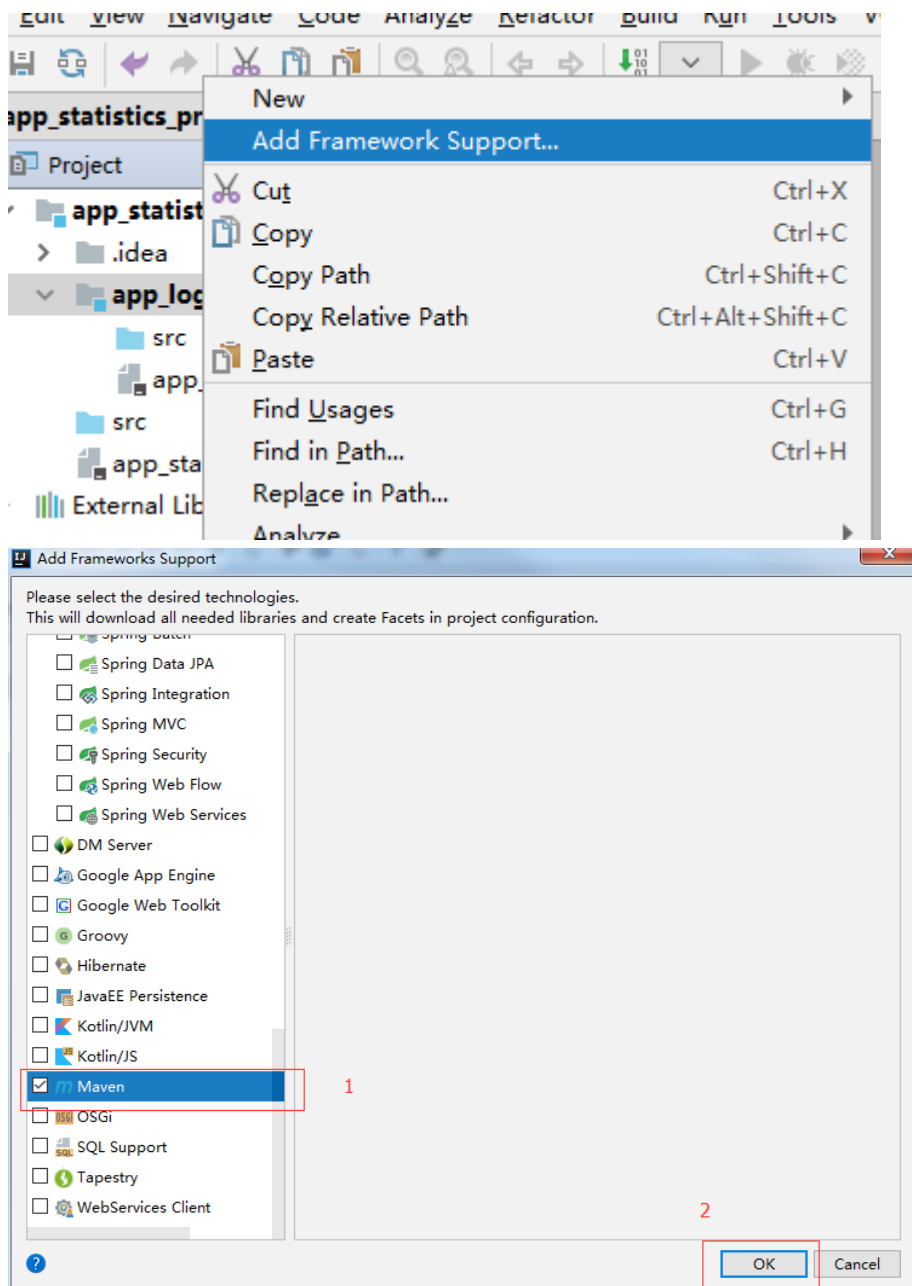 Edit View Navigate Code Analyze Refactor Build Run Tools
New
app_statistics_pr
Add Framework Support...
Project
Cut Ctrl+X
app_statist
Copy Ctrl+C
.idea
Copy Path Ctrl+Shift+C
app_log
Copy Relative Path Ctrl+Alt+Shift+C
src
Paste Ctrl+V
app_
Find Usages Ctrl+G
src
Find in Path... Ctrl+H
app_sta
Replace in Path...
External Lib
Analyze
Add Frameworks Support
Please select the desired technologies.
This will download all needed libraries and create Facets in project configuration.
Spring Batch
Spring Data JPA
Spring Integration
Spring MVC
Spring Security
Spring Web Flow
Spring Web Services
DM Server
Google App Engine
Google Web Toolkit
Groovy
Hibernate
JavaEE Persistence
Kotlin/JVM
Kotlin/JS
Maven 1
OSGi
SQL Support
Tapestry
WebServices Client
2
OK Cancel